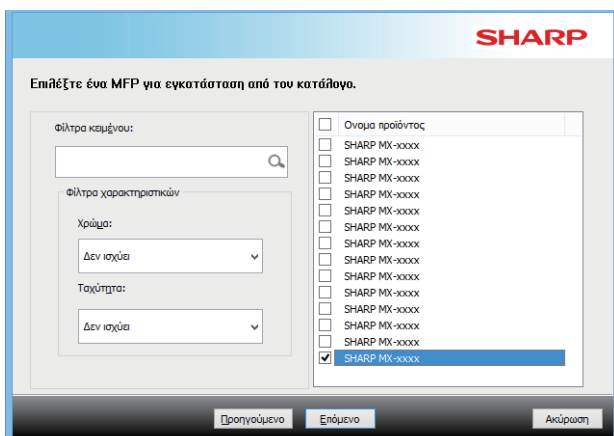 SHARP
Επιλέξτε ένα MFP για εγκατάσταση από τον κατάλογο.
Φίλτρα κειμένου:
Φίλτρα χαρακτηριστικών
Χρώμα:
Δεν ισχύει
Ταχύτητα:
Δεν ισχύει
Ονομα προϊόντος
SHARP MX-xxxx
SHARP MX-xxxx
SHARP MX-xxxx
SHARP MX-xxxx
SHARP MX-xxxx
SHARP MX-xxxx
SHARP MX-xxxx
SHARP MX-xxxx
SHARP MX-xxxx
SHARP MX-xxxx
SHARP MX-xxxx
SHARP MX-xxxx
SHARP MX-xxxx
SHARP MX-xxxx
Προηγούμενο
Επόμενο
Ακύρωση